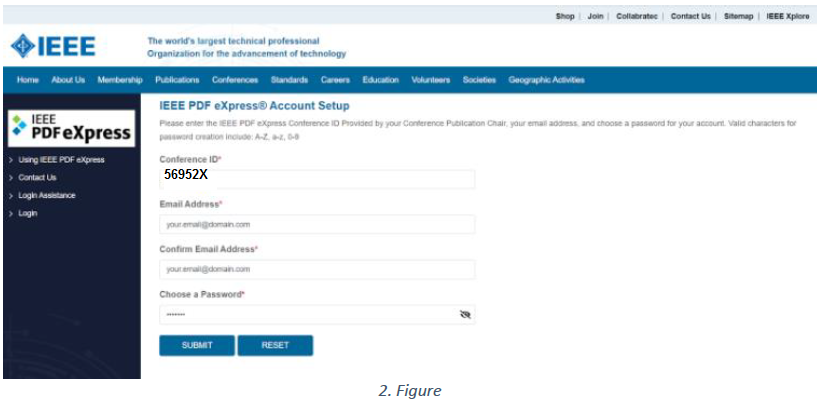 Shop | Join | Collabratec | Contact Us | Sitemap | IEEE Xplore
IEEE
The world's largest technical professional
Organization for the advancement of technology
Home About Us Membership Publications Conferences Standards Careers Education Volunteers Societies Geographic Activities
IEEE
PDF eXpress
> Using IEEE PDF eXpress
> Contact Us
> Login Assistance
> Login
IEEE PDF eXpress® Account Setup
Please enter the IEEE PDF eXpress Conference ID Provided by your Conference Publication Chair, your email address, and choose a password for your account. Valid characters for
password creation include: A-Z, a-z, 0-9
Conference ID*
56952X
Email Address*
your.email@domain.com
Confirm Email Address*
your.email@domain.com
Choose a Password*
•••••••
SUBMIT RESET
2. Figure